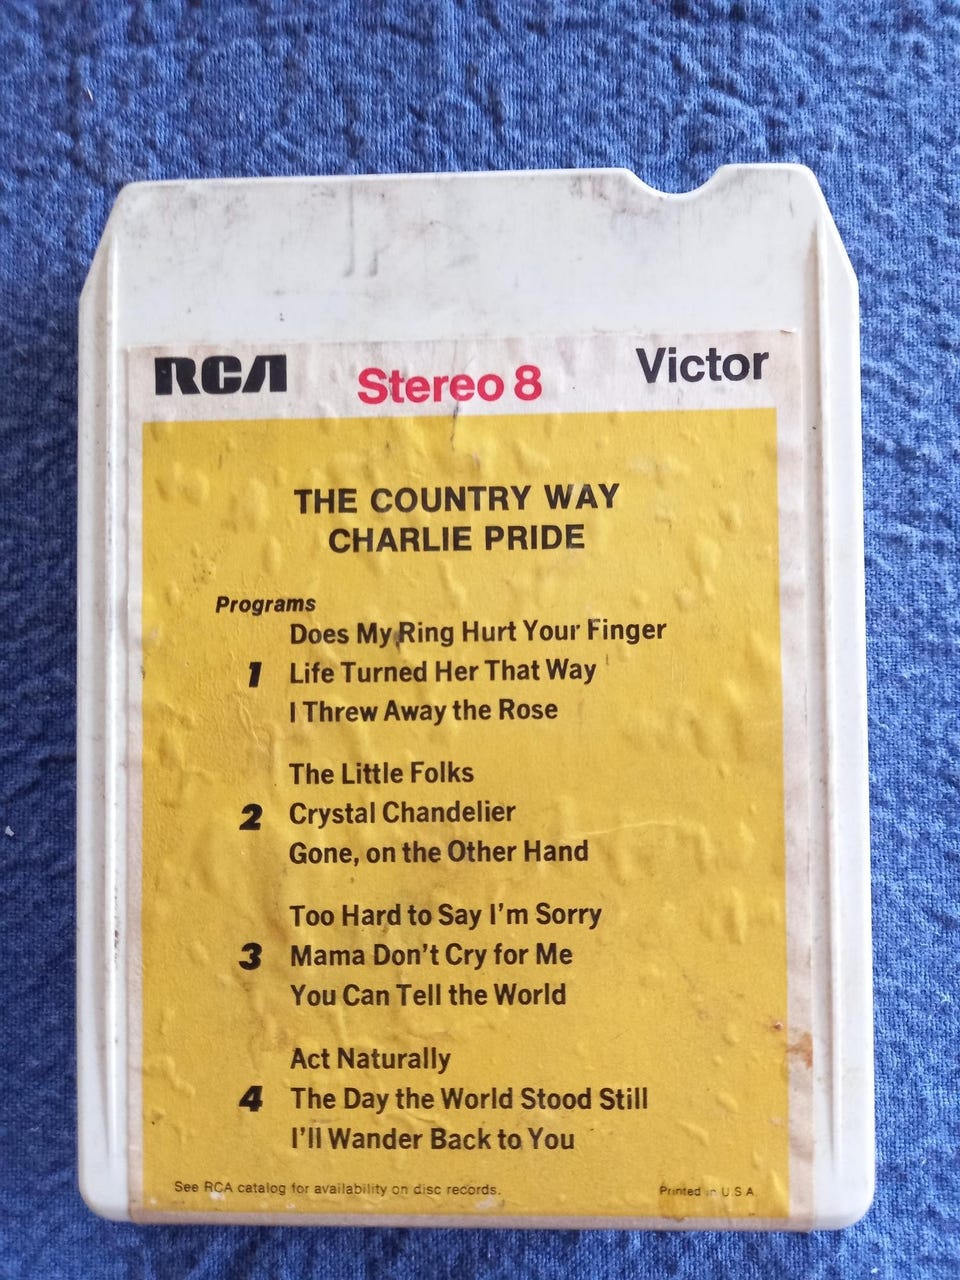 RCA Stereo 8 Victor
THE COUNTRY WAY
CHARLIE PRIDE
Programs
Does My Ring Hurt Your Finger
1 Life Turned Her That Way
I Threw Away the Rose
The Little Folks
2 Crystal Chandelier
Gone, on the Other Hand
Too Hard to Say I'm Sorry
3 Mama Don't Cry for Me
You Can Tell the World
Act Naturally
4 The Day the World Stood Still
I'll Wander Back to You
See RCA catalog for availability on disc records. Printed in U.S.A.